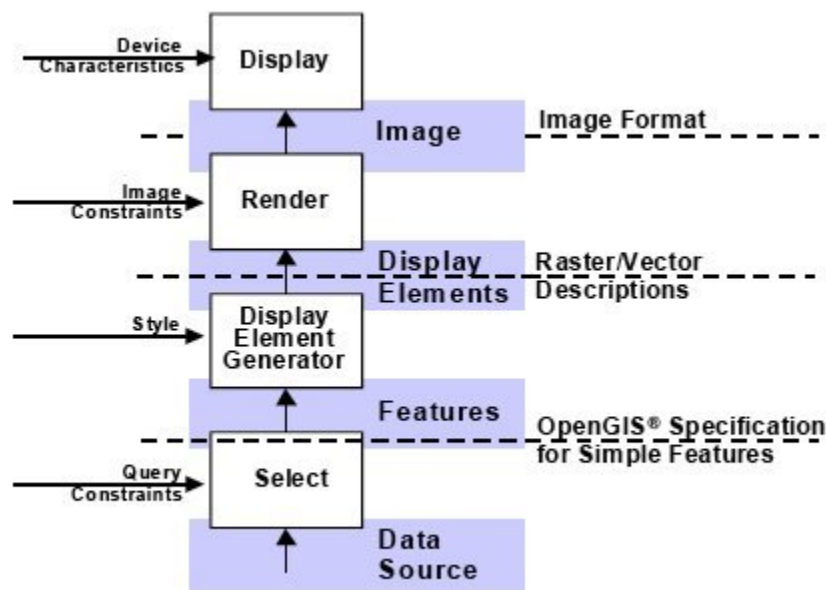 Device
Characteristics
Display
Image
Image Format
Image
Constraints
Render
Display
Elements
Raster/Vector
Descriptions
Style
Display
Element
Generator
Features
OpenGIS® Specification
for Simple Features
Query
Constraints
Select
Data
Source